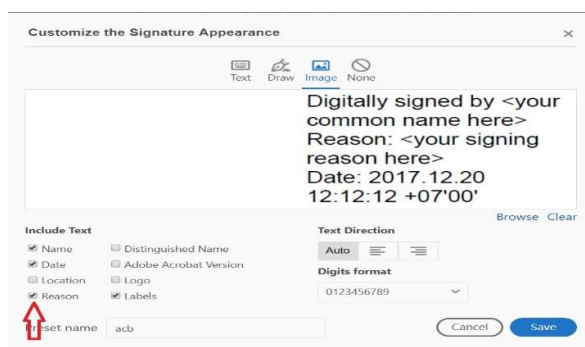 Customize the Signature Appearance
Text Draw Image None
Digitally signed by <your
common name here>
Reason: <your signing
reason here>
Date: 2017.12.20
12:12:12 +07'00'
Browse Clear
Include Text
Name Distinguished Name
Date Adobe Acrobat Version
Location Logo
Reason Labels
Text Direction
Auto
Digits format
0123456789
Preset name acb
Cancel Save